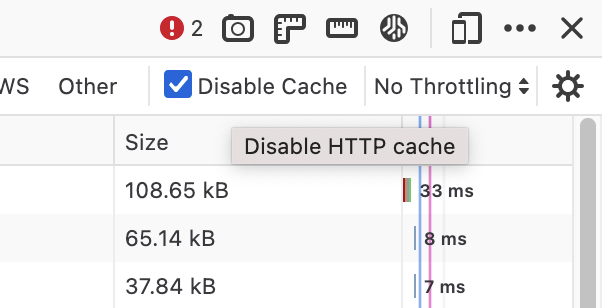 2
WS Other Disable Cache No Throttling
Size
Disable HTTP cache
108.65 kB 33 ms
65.14 kB 8 ms
37.84 kB 7 ms